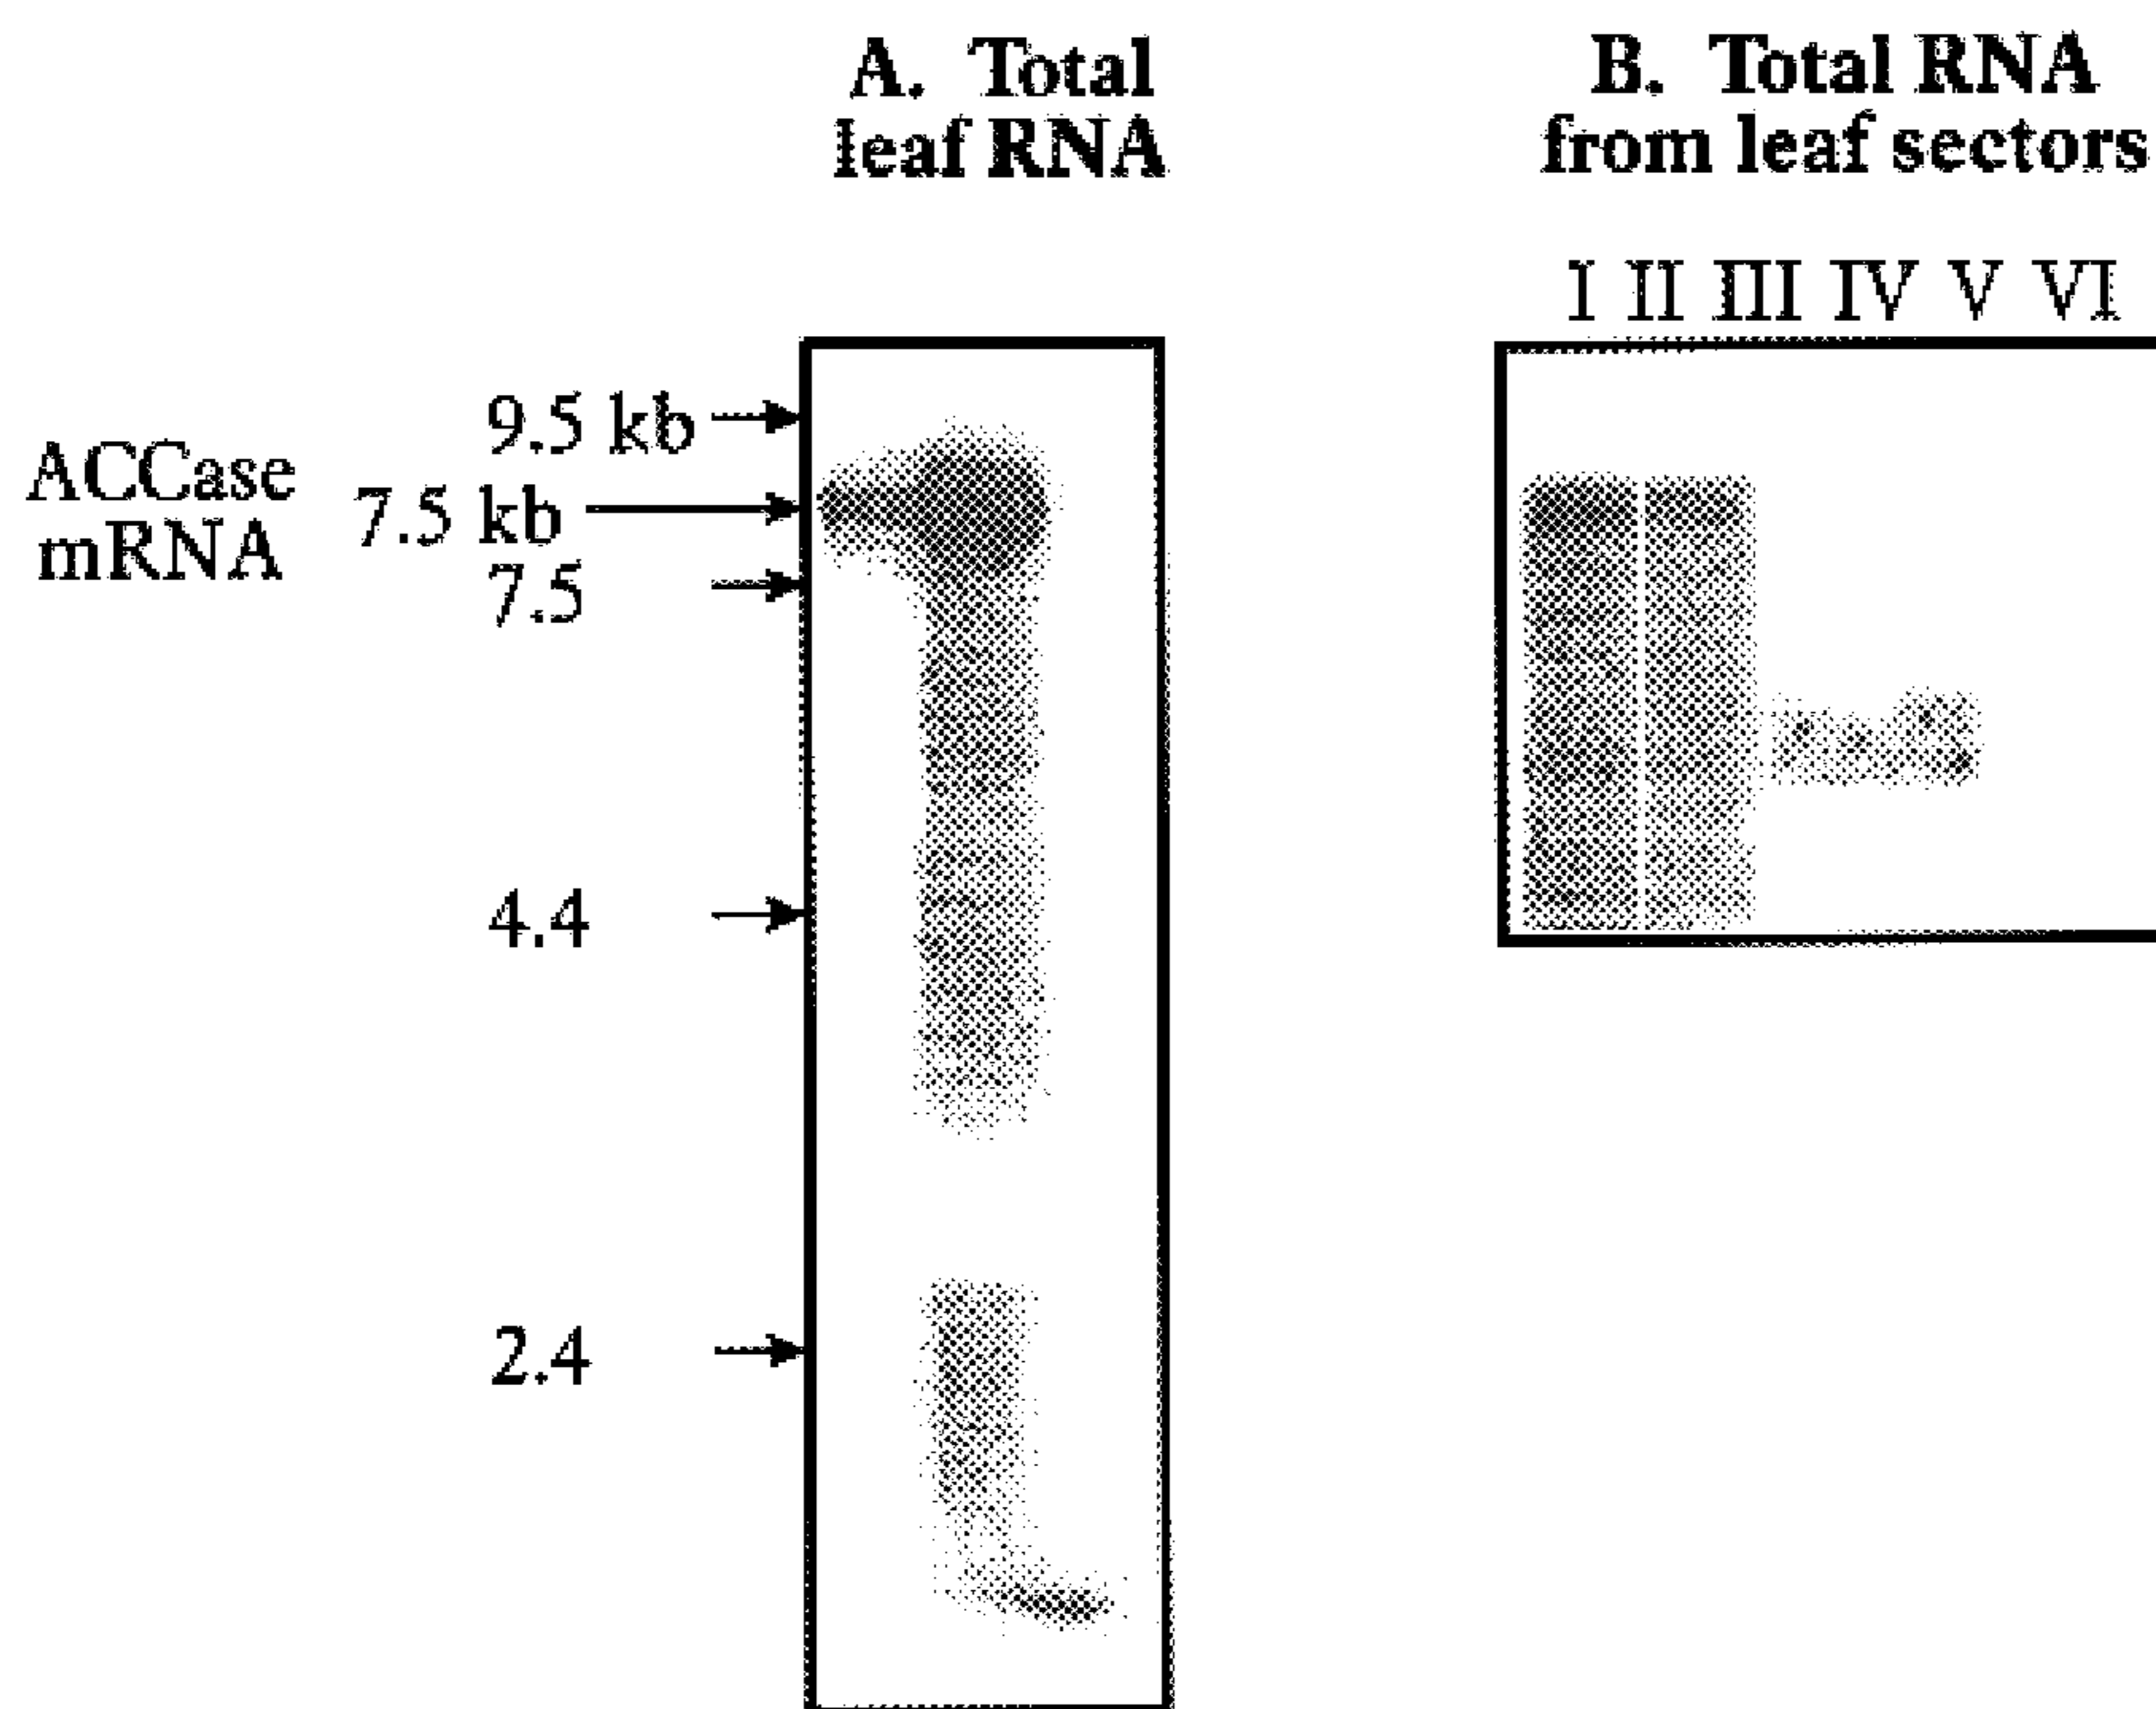 A. Total
leaf RNA
B. Total RNA
from leaf sectors
I II III IV V VI
9.5 kb
ACCase
mRNA
7.5 kb
7.5
4.4
2.4